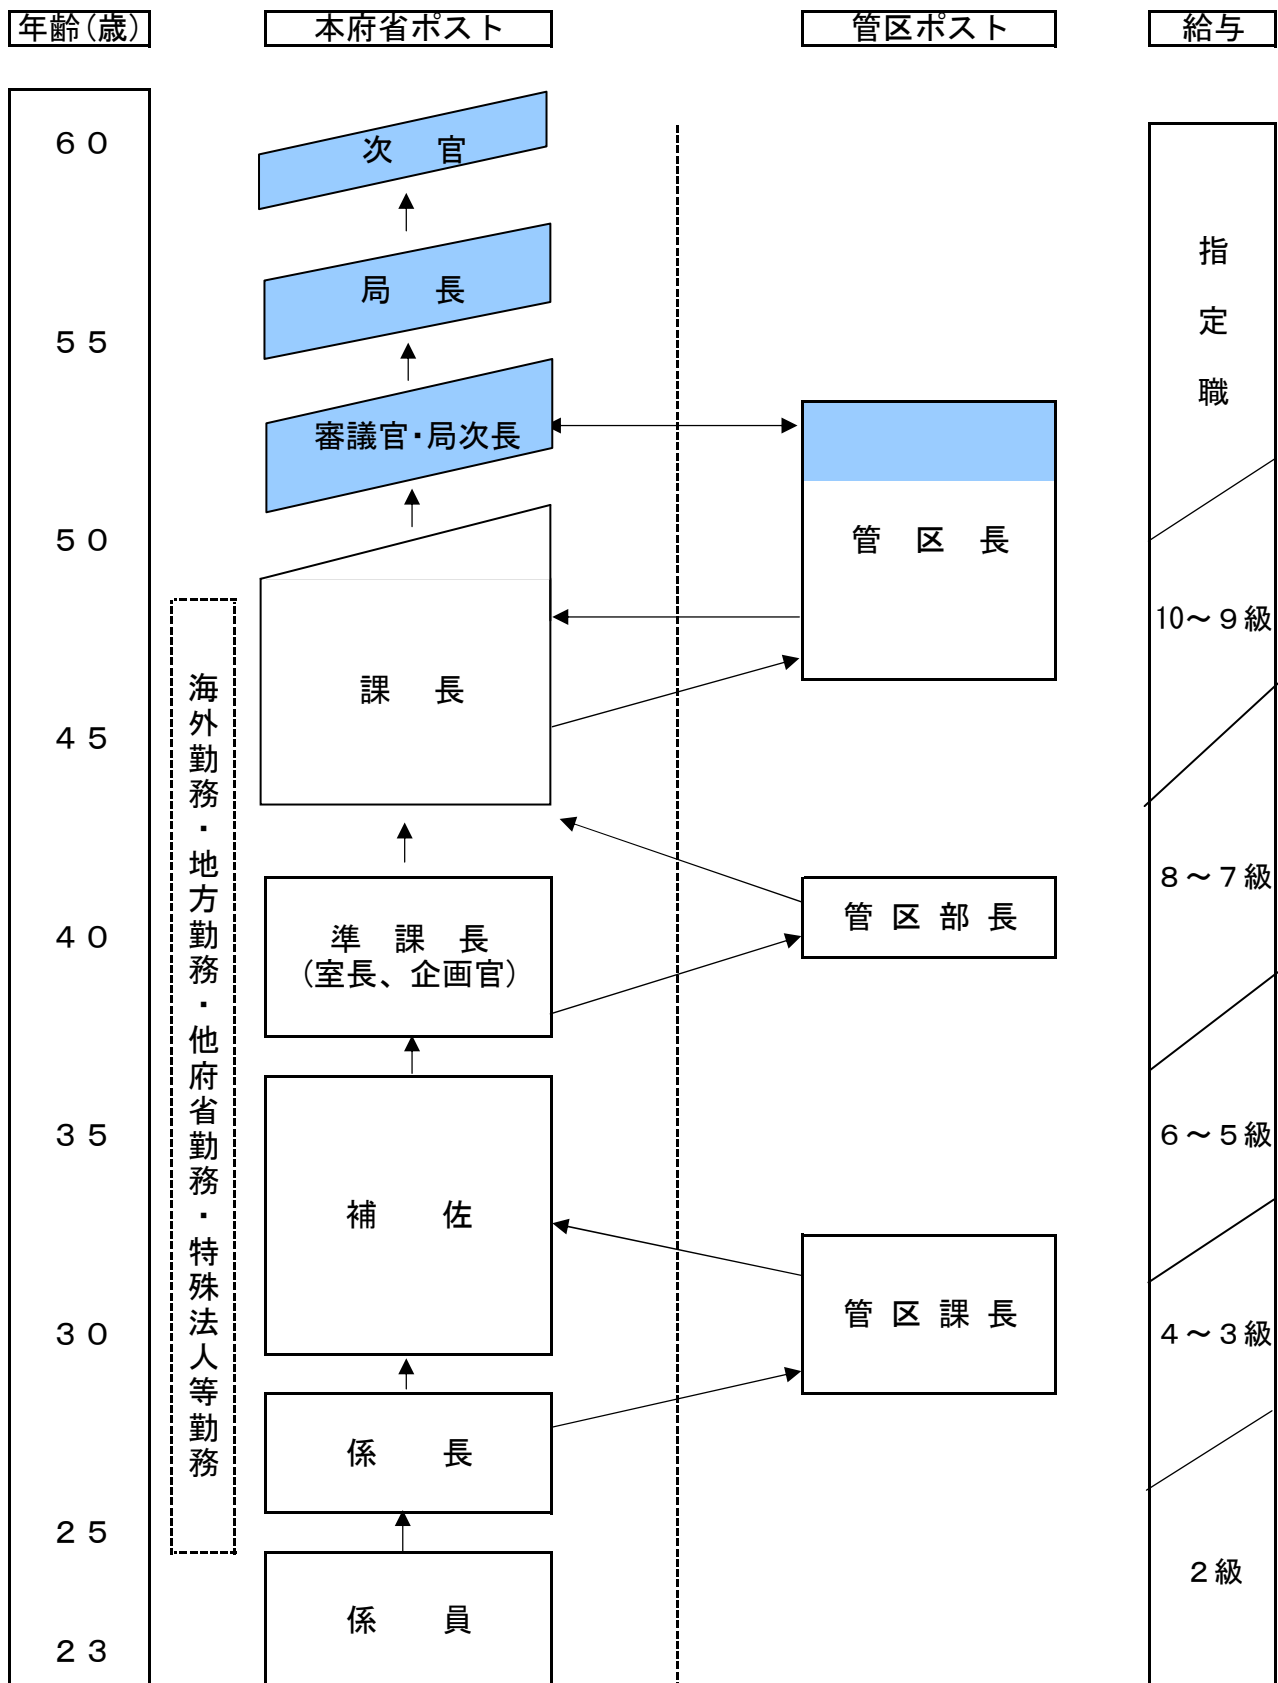 年齢(歳)
本府省ポスト
管区ポスト
給与
60
55
50
45
40
35
30
25
23
海外勤務・地方勤務・他府省勤務・特殊法人等勤務
次 官
局 長
審議官・局次長
課 長
準 課 長
(室長、企画官)
補 佐
係 長
係 員
管 区 長
管 区 部 長
管 区 課 長
指定職
10～9級
8～7級
6～5級
4～3級
2級